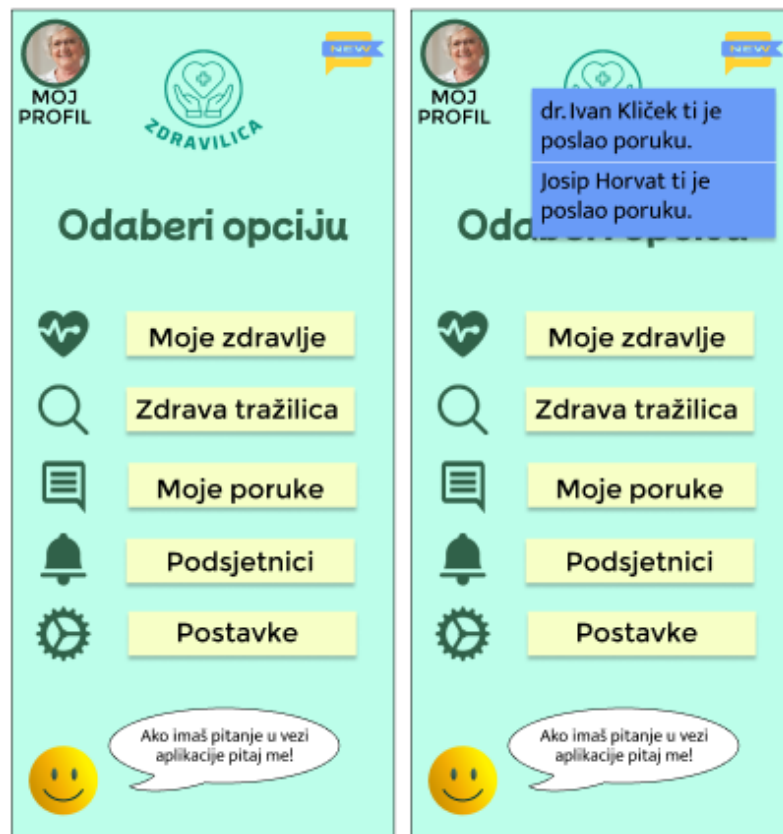 MOJ
PROFIL
ZDRAVILICA
NEW
Odaberi opciju
Moje zdravlje
Zdrava tražilica
Moje poruke
Podsjetnici
Postavke
Ako imaš pitanje u vezi
aplikacije pitaj me!
MOJ
PROFIL
NEW
dr. Ivan Kliček ti je
poslao poruku.
Josip Horvat ti je
poslao poruku.
Moje zdravlje
Zdrava tražilica
Moje poruke
Podsjetnici
Postavke
Ako imaš pitanje u vezi
aplikacije pitaj me!